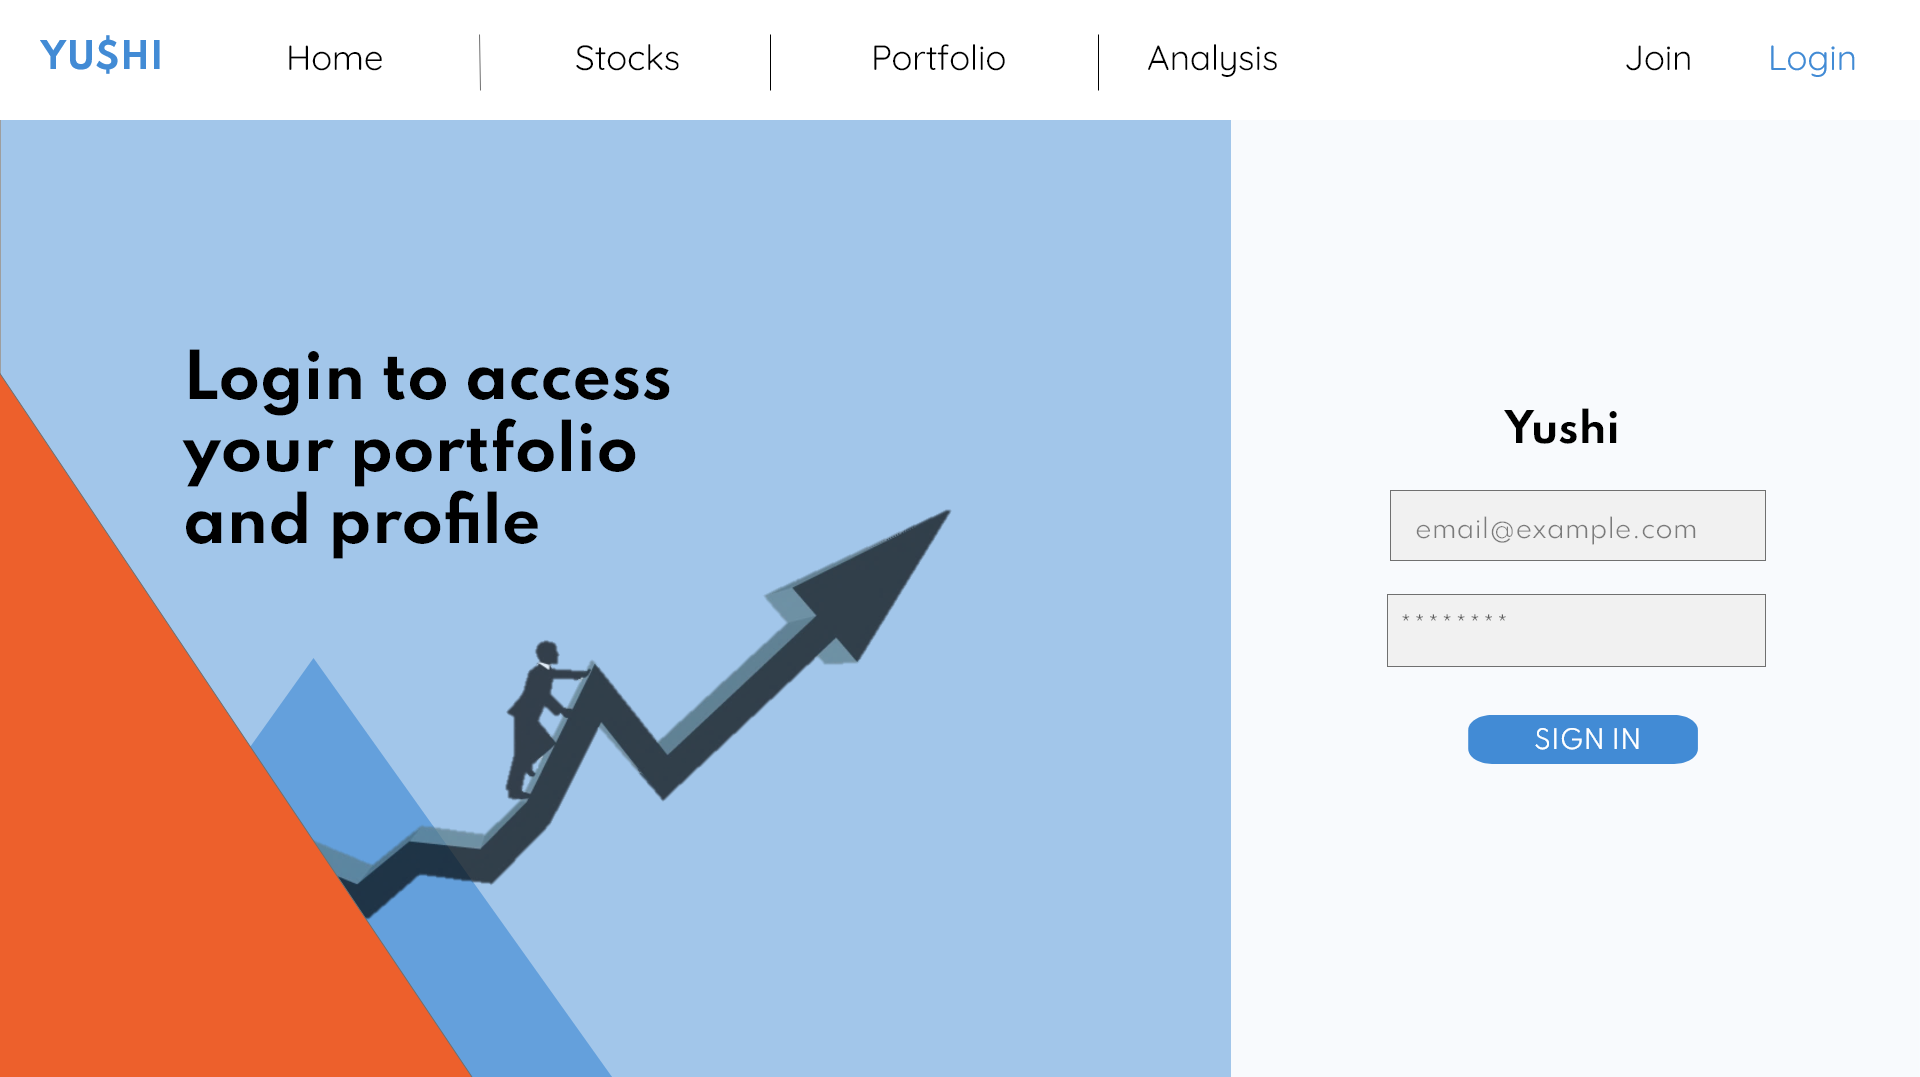 YU$HI
Home
Stocks
Portfolio
Analysis
Join
Login
Login to access
your portfolio
and profile
Yushi
email@example.com
********
SIGN IN